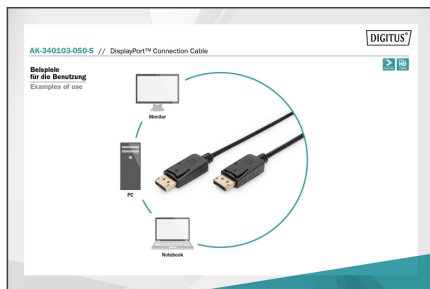 DIGITUS®
AK-340103-050-S // DisplayPort™ Connection Cable
Beispiele
für die Benutzung
Examples of use
Monitor
PC
Notebook